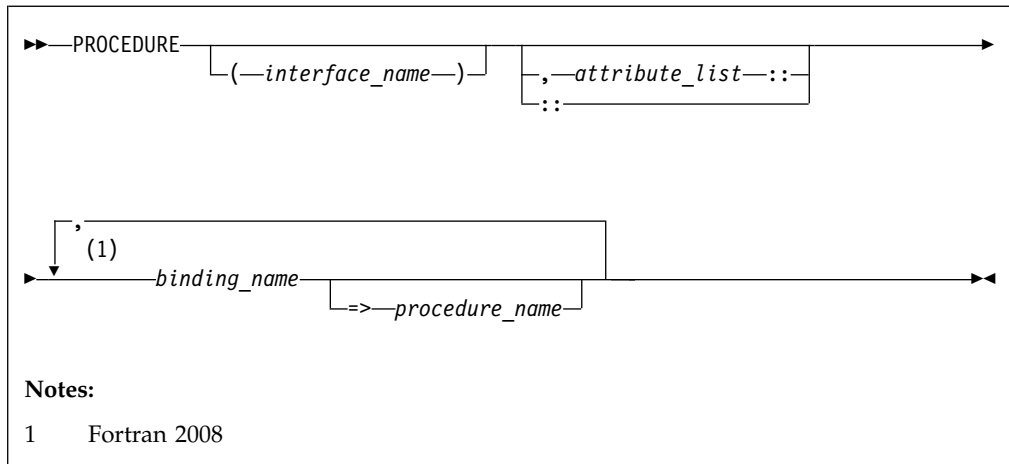 PROCEDURE
( interface_name )
, attribute_list ::
::
,
(1)
binding_name
=> procedure_name
Notes:
1 Fortran 2008